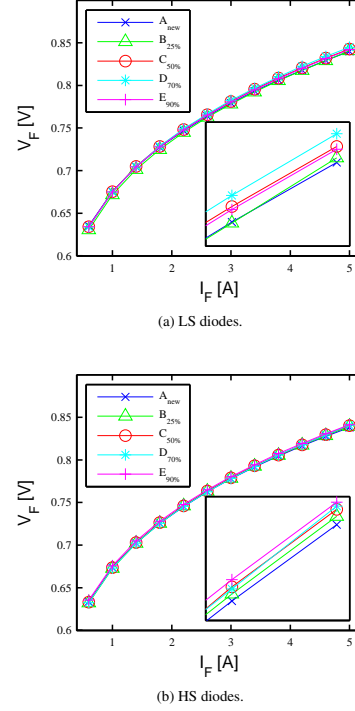 0.85
0.8
0.75
0.7
0.65
0.6
V_F [V]
A_new
B_25%
C_50%
D_70%
E_90%
1 2 3 4 5
I_F [A]
(a) LS diodes.
0.85
0.8
0.75
0.7
0.65
0.6
V_F [V]
A_new
B_25%
C_50%
D_70%
E_90%
1 2 3 4 5
I_F [A]
(b) HS diodes.